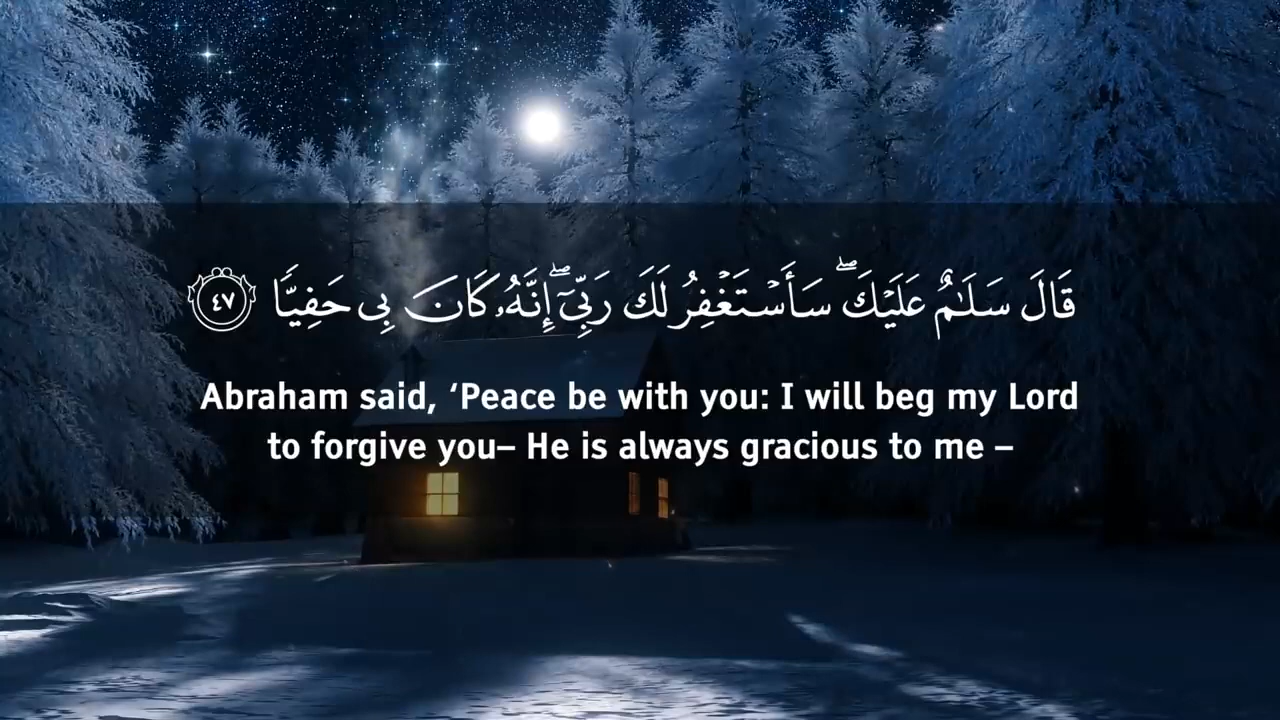 قَالَ سَلَـٰمٌ عَلَيْكَ ۖ سَأَسْتَغْفِرُ لَكَ رَبِّىٓ ۖ إِنَّهُۥ كَانَ بِى حَفِيًّا ٤٧
Abraham said, ‘Peace be with you: I will beg my Lord
to forgive you– He is always gracious to me –